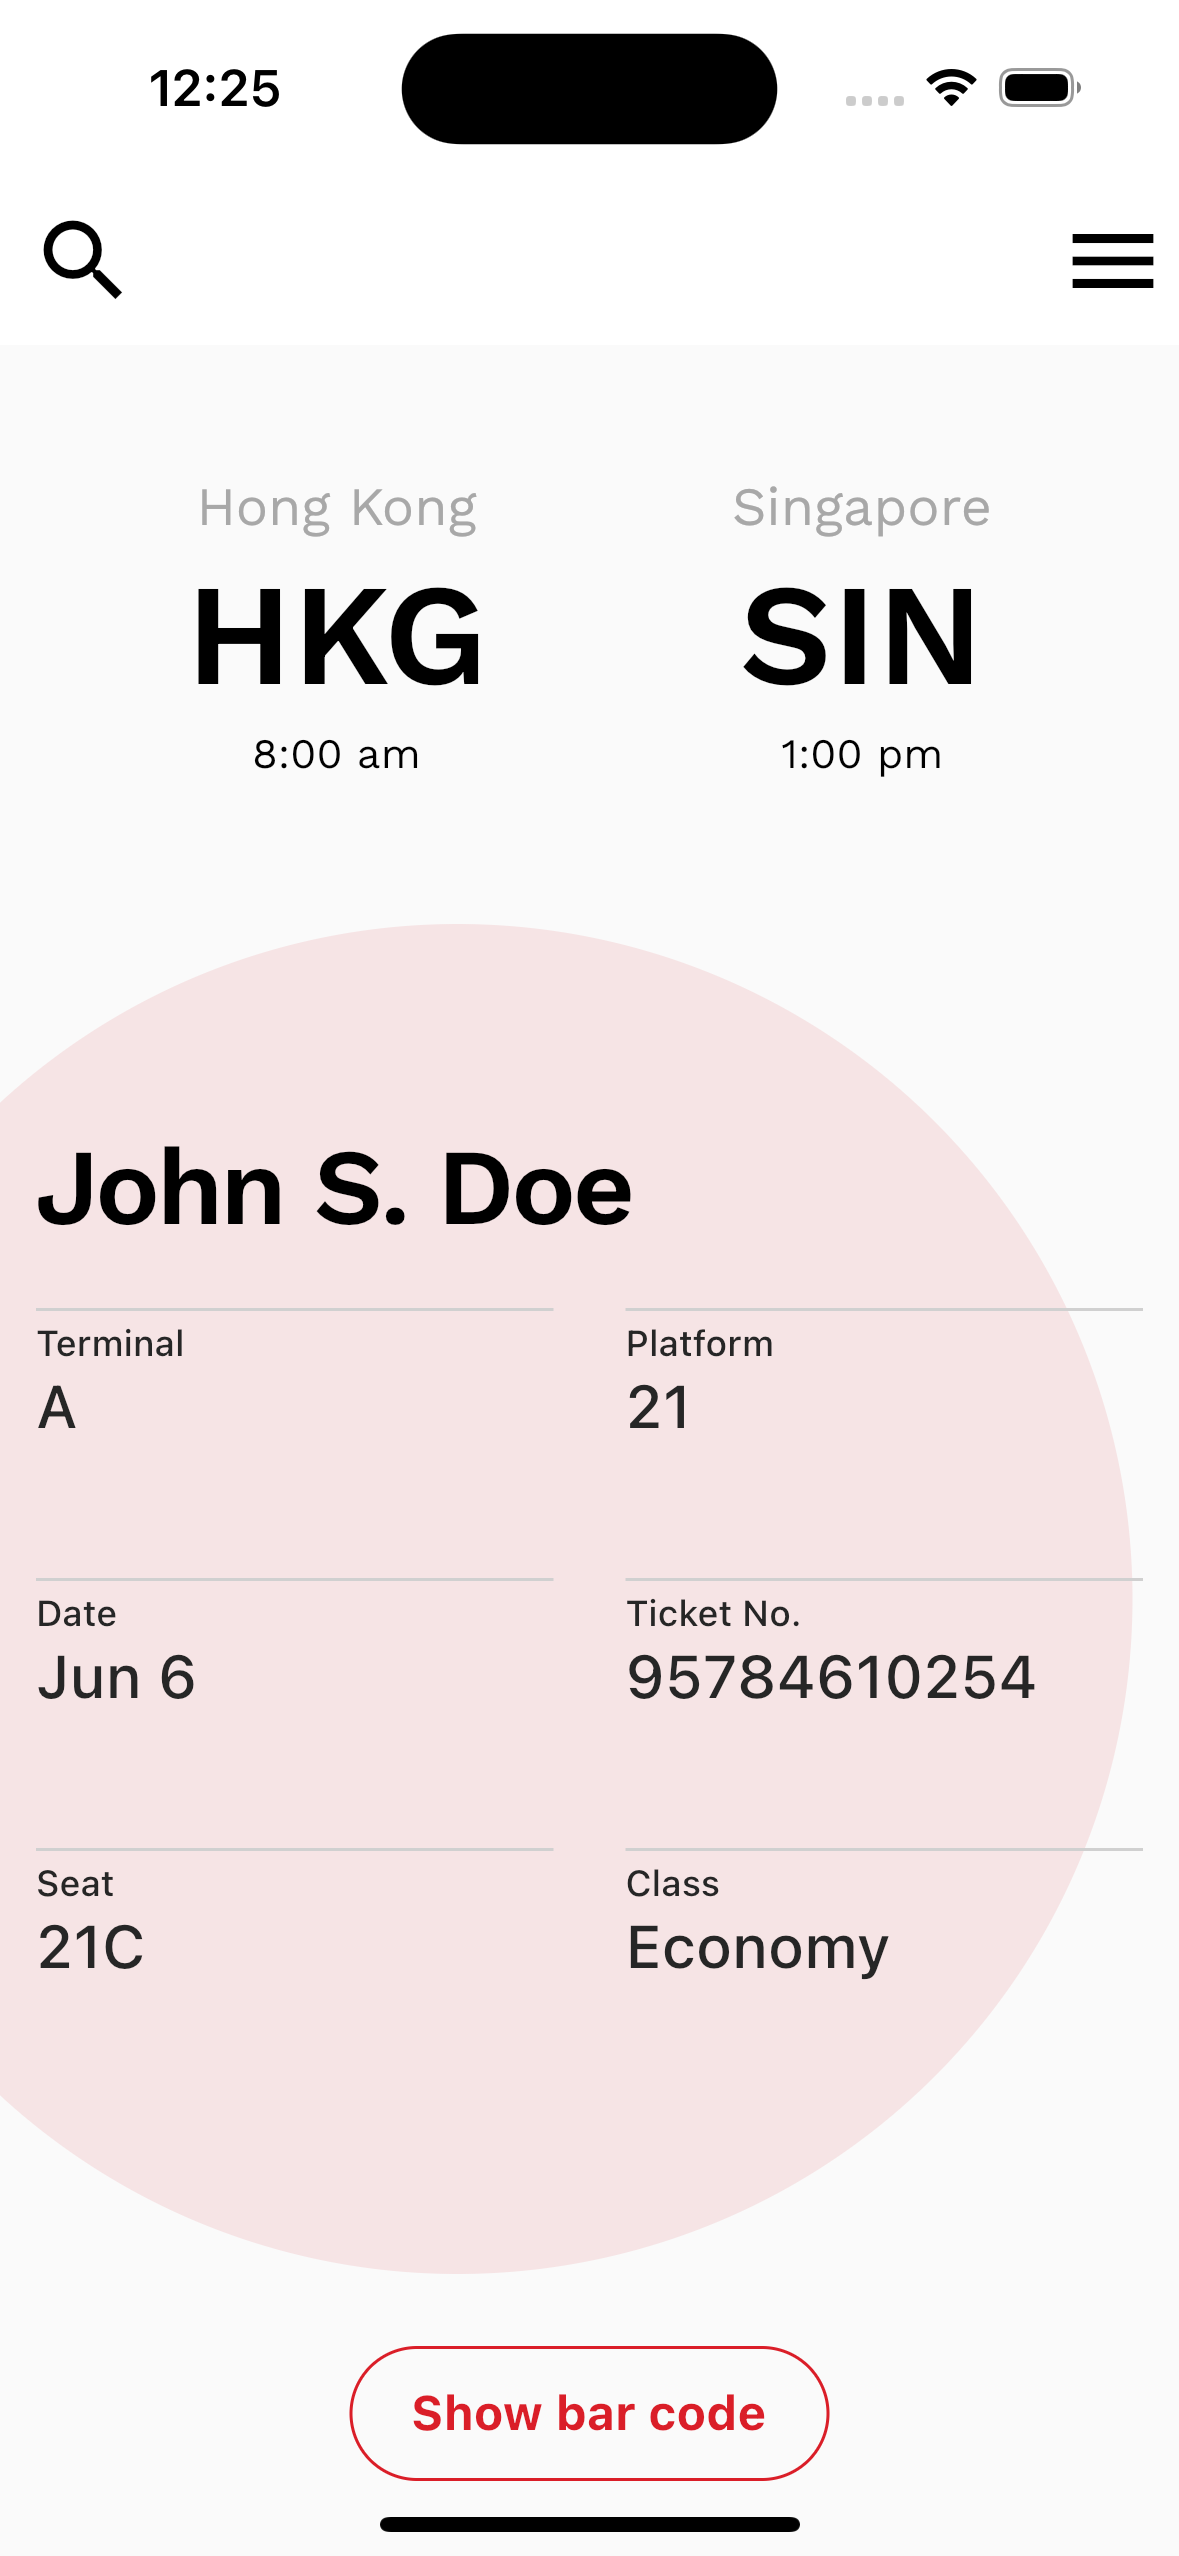 12:25
Hong Kong Singapore
HKG SIN
8:00 am 1:00 pm
John S. Doe
Terminal Platform
A 21
Date Ticket No.
Jun 6 95784610254
Seat Class
21C Economy
Show bar code